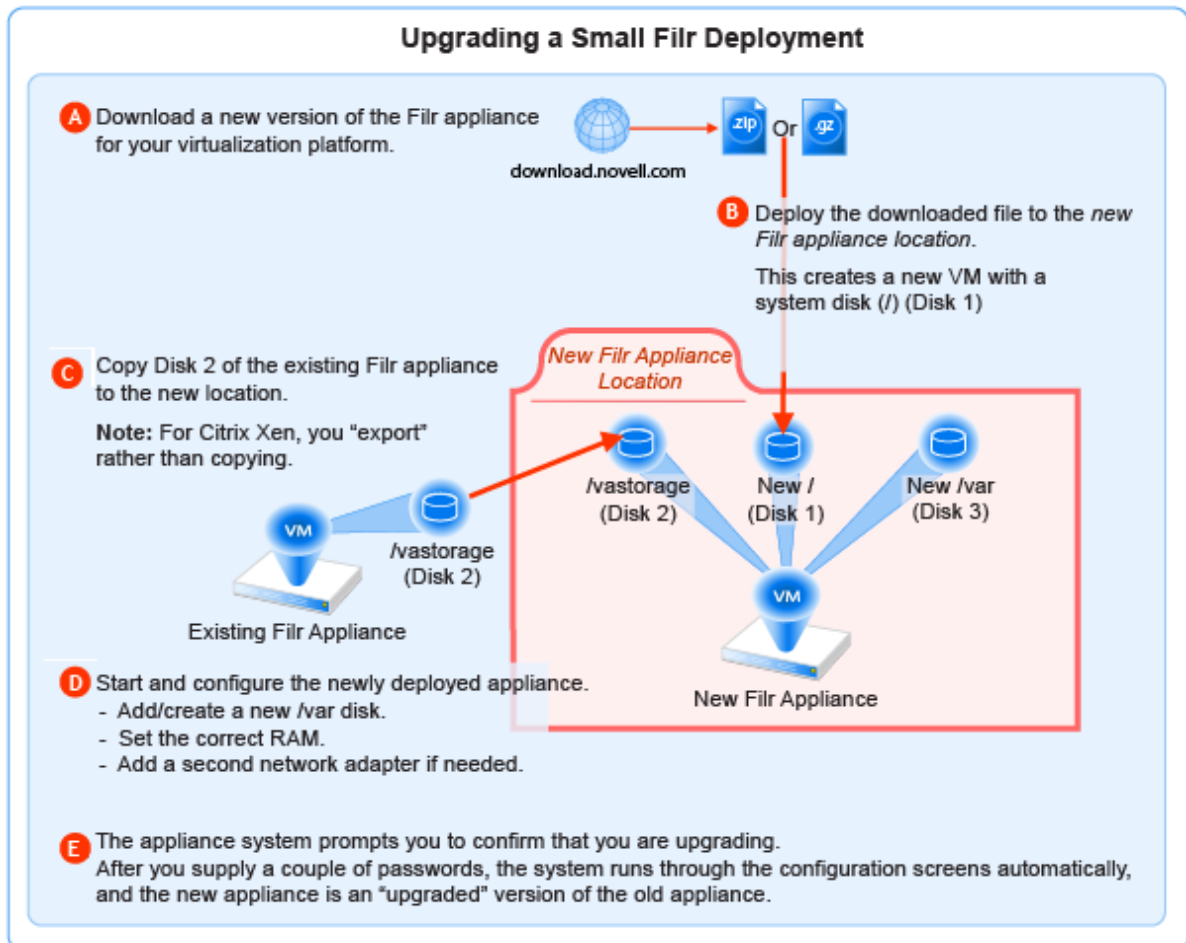 Upgrading a Small Filr Deployment
A
Download a new version of the Filr appliance
for your virtualization platform.
download.novell.com
.zip
Or
.gz
B
Deploy the downloaded file to the new
Filr appliance location.
This creates a new VM with a
system disk (/) (Disk 1)
C
Copy Disk 2 of the existing Filr appliance
to the new location.
Note: For Citrix Xen, you “export”
rather than copying.
VM
/vastorage
(Disk 2)
Existing Filr Appliance
New Filr Appliance
Location
/vastorage
(Disk 2)
New /
(Disk 1)
New /var
(Disk 3)
VM
New Filr Appliance
D
Start and configure the newly deployed appliance.
- Add/create a new /var disk.
- Set the correct RAM.
- Add a second network adapter if needed.
E
The appliance system prompts you to confirm that you are upgrading.
After you supply a couple of passwords, the system runs through the configuration screens automatically,
and the new appliance is an “upgraded” version of the old appliance.